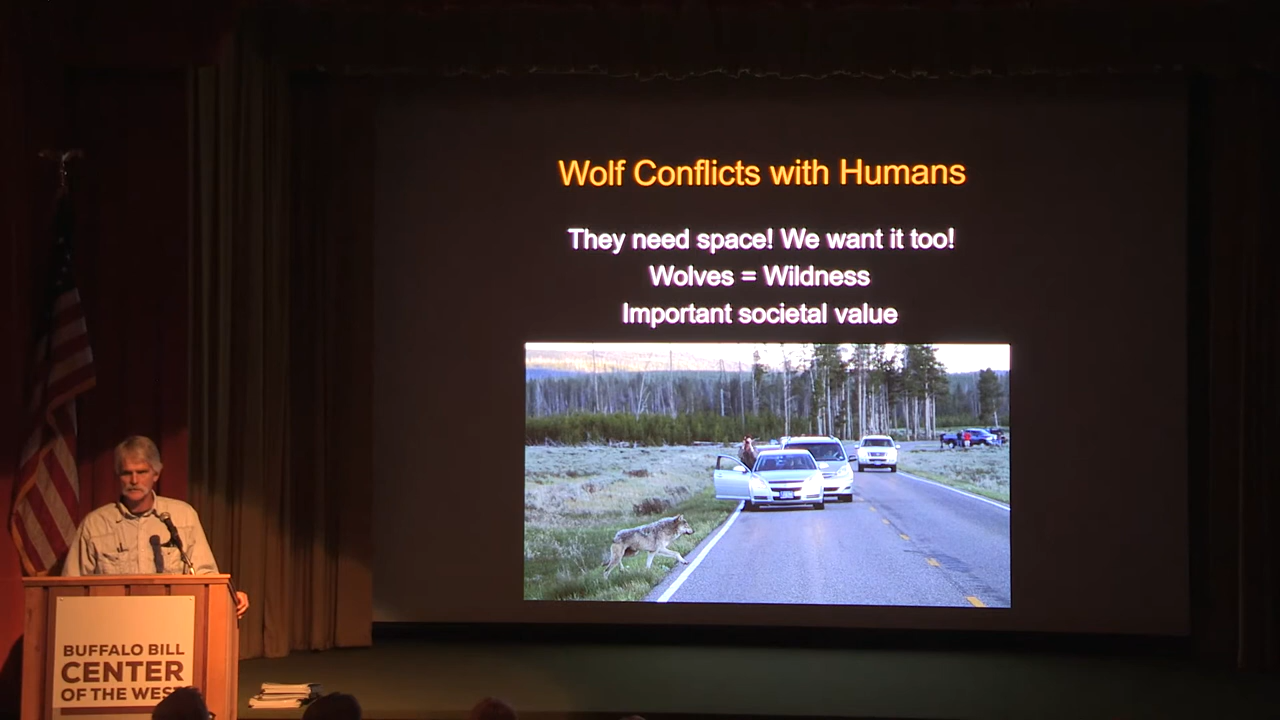 Wolf Conflicts with Humans
They need space! We want it too!
Wolves = Wildness
Important societal value
BUFFALO BILL
CENTER
OF THE WEST